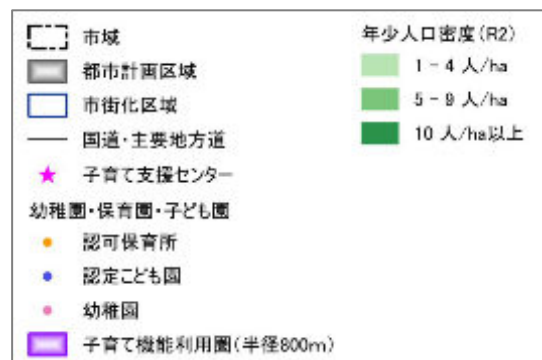 市域
都市計画区域
市街化区域
国道・主要地方道
子育て支援センター
幼稚園・保育園・子ども園
認可保育所
認定こども園
幼稚園
子育て機能利用圏(半径800m)
年少人口密度(R2)
1 - 4 人/ha
5 - 9 人/ha
10 人/ha以上